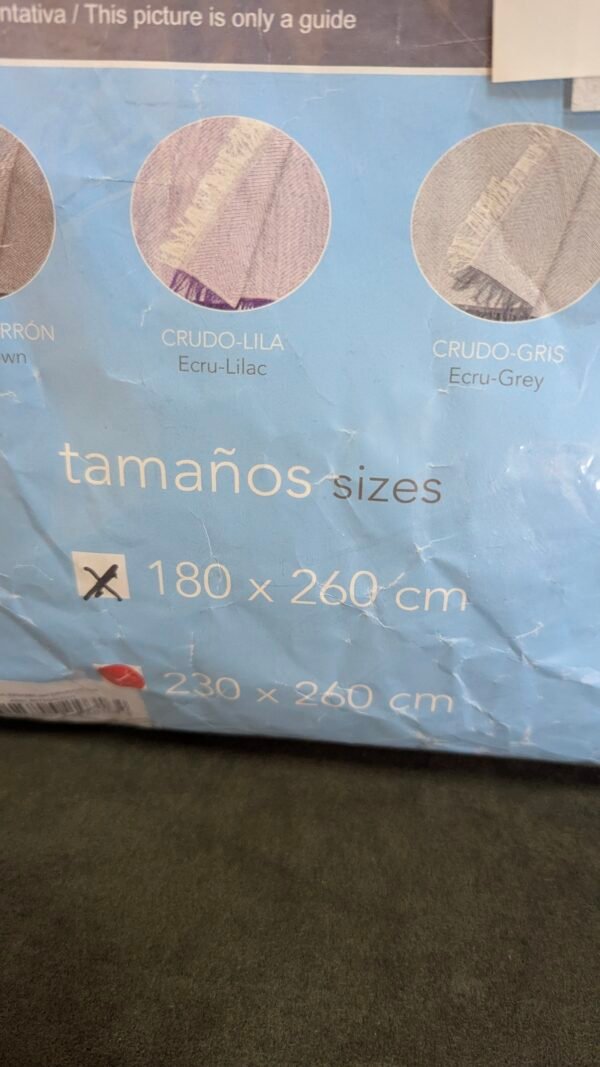 ntativa / This picture is only a guide
RRÓN
wn
CRUDO-LILA
Ecru-Lilac
CRUDO-GRIS
Ecru-Grey
tamaños sizes
180 x 260 cm
230 x 260 cm